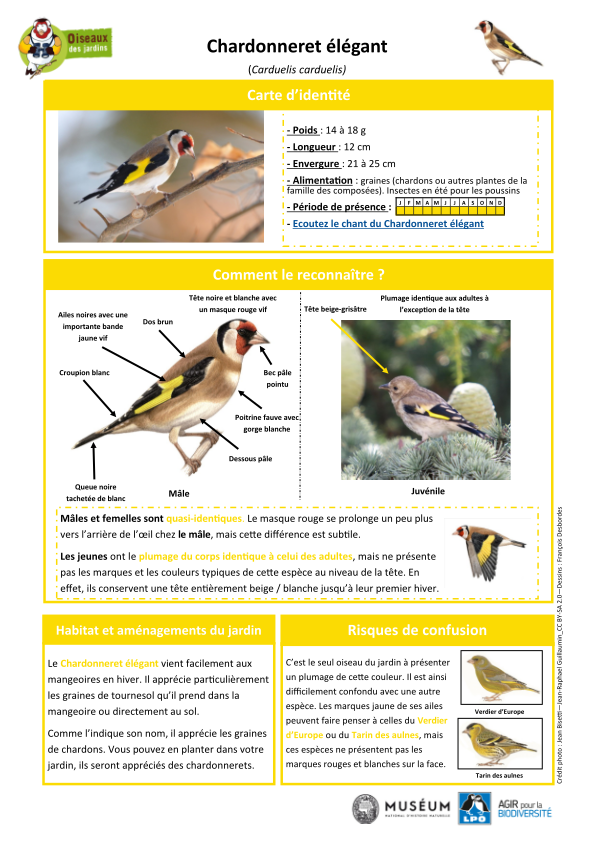 Oiseaux
des jardins
Chardonneret élégant
(Carduelis carduelis)
Carte d'identité
- Poids : 14 à 18 g
- Longueur : 12 cm
- Envergure : 21 à 25 cm
- Alimentation : graines (chardons ou autres plantes de la
famille des composées). Insectes en été pour les poussins
- Période de présence :
J F M A M J J A S O N D
- Ecoutez le chant du Chardonneret élégant
Comment le reconnaître ?
Tête noire et blanche avec
un masque rouge vif
Ailes noires avec une
importante bande
jaune vif
Dos brun
Croupion blanc
Bec pâle
pointu
Poitrine fauve avec
gorge blanche
Dessous pâle
Queue noire
tachetée de blanc
Mâle
Plumage identique aux adultes à
l'exception de la tête
Tête beige-grisâtre
Juvénile
Mâles et femelles sont quasi-identiques. Le masque rouge se prolonge un peu plus
vers l'arrière de l'œil chez le mâle, mais cette différence est subtile.
Les jeunes ont le plumage du corps identique à celui des adultes, mais ne présente
pas les marques et les couleurs typiques de cette espèce au niveau de la tête. En
effet, ils conservent une tête entièrement beige / blanche jusqu'à leur premier hiver.
Habitat et aménagements du jardin
Le Chardonneret élégant vient facilement aux
mangeoires en hiver. Il apprécie particulièrement
les graines de tournesol qu'il prend dans la
mangeoire ou directement au sol.
Comme l'indique son nom, il apprécie les graines
de chardons. Vous pouvez en planter dans votre
jardin, ils seront appréciés des chardonnerets.
Risques de confusion
C'est le seul oiseau du jardin à présenter
un plumage de cette couleur. Il est ainsi
difficilement confondu avec une autre
espèce. Les marques jaune de ses ailes
peuvent faire penser à celles du Verdier
d'Europe ou du Tarin des aulnes, mais
ces espèces ne présentent pas les
marques rouges et blanches sur la face.
Verdier d'Europe
Tarin des aulnes
Crédit photo : Jean Bisetti—Jean-Raphael Guillaumin_CC BY-SA 2.0—Dessins : François Desbordes
MUSÉUM
NATIONAL D'HISTOIRE NATURELLE
LPO
AGIR pour la
BIODIVERSITÉ